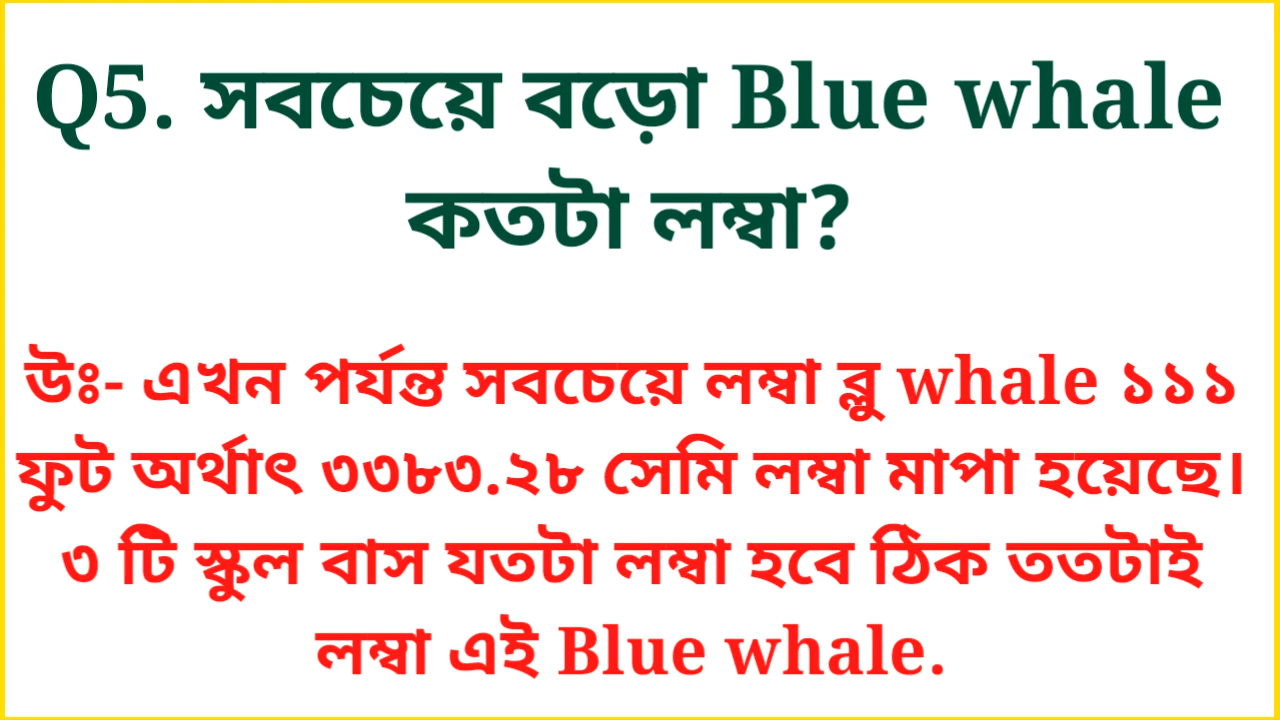 Q5. সবচেয়ে বড়ো Blue whale
কতটা লম্বা?
উঃ- এখন পর্যন্ত সবচেয়ে লম্বা ব্লু whale ১১১
ফুট অর্থাৎ ৩৩৮৩.২৮ সেমি লম্বা মাপা হয়েছে।
৩ টি স্কুল বাস যতটা লম্বা হবে ঠিক ততটাই
লম্বা এই Blue whale.